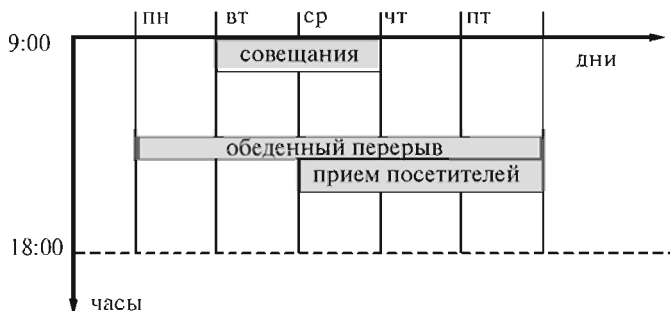 пн вт ср чт пт
9:00
совещания
дни
обеденный перерыв
прием посетителей
18:00
часы